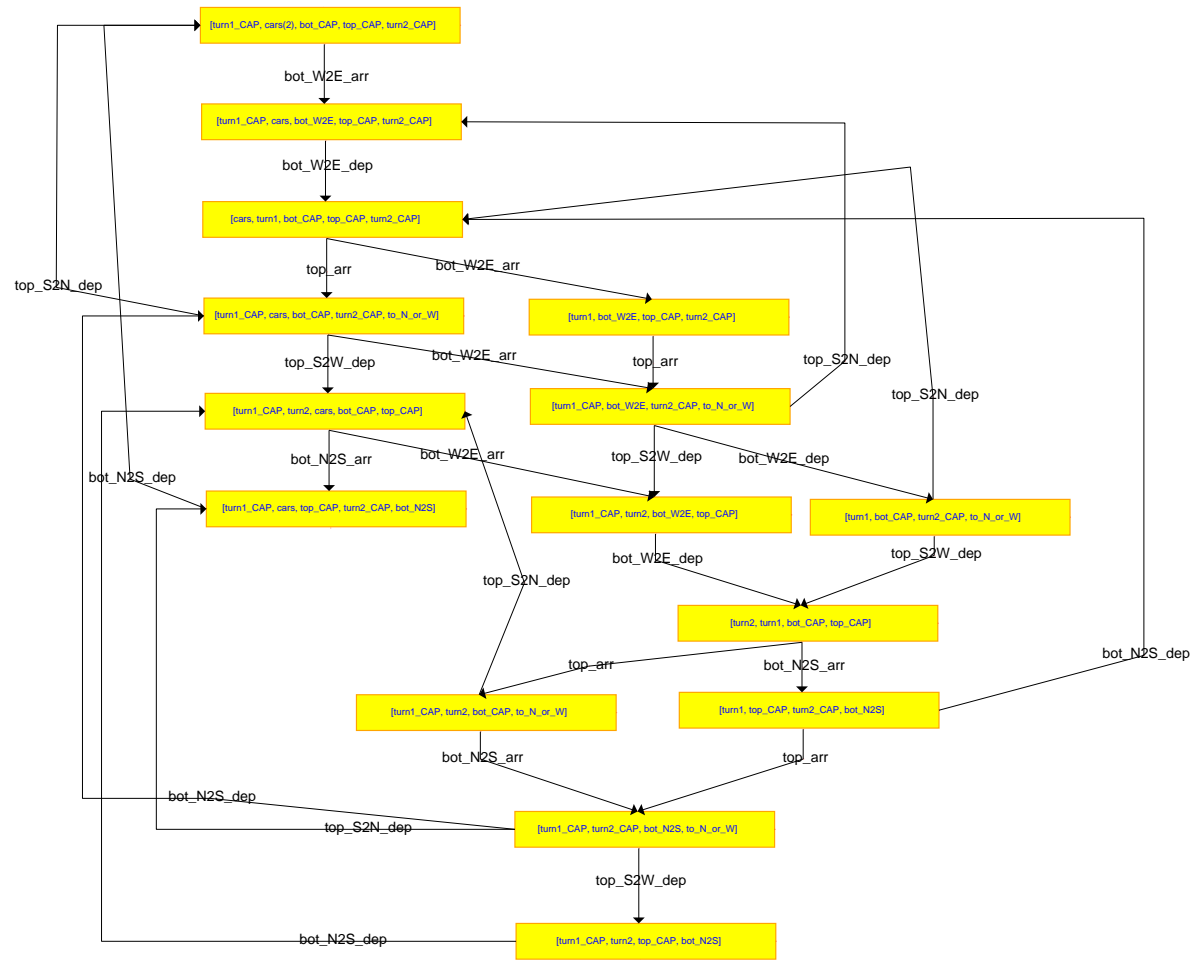 [turn1_CAP, cars(2), bot_CAP, top_CAP, turn2_CAP]
bot_W2E_arr
[turn1_CAP, cars, bot_W2E, top_CAP, turn2_CAP]
bot_W2E_dep
[cars, turn1, bot_CAP, top_CAP, turn2_CAP]
top_arr
bot_W2E_arr
top_S2N_dep
[turn1_CAP, cars, bot_CAP, turn2_CAP, to_N_or_W]
[turn1, bot_W2E, top_CAP, turn2_CAP]
top_S2W_dep
bot_W2E_arr
top_arr
top_S2N_dep
[turn1_CAP, turn2, cars, bot_CAP, top_CAP]
[turn1_CAP, bot_W2E, turn2_CAP, to_N_or_W]
top_S2N_dep
bot_N2S_dep
bot_N2S_arr
bot_W2E_arr
top_S2W_dep
bot_W2E_dep
[turn1_CAP, cars, top_CAP, turn2_CAP, bot_N2S]
[turn1_CAP, turn2, bot_W2E, top_CAP]
[turn1, bot_CAP, turn2_CAP, to_N_or_W]
top_S2N_dep
bot_W2E_dep
top_S2W_dep
[turn2, turn1, bot_CAP, top_CAP]
top_arr
bot_N2S_arr
bot_N2S_dep
[turn1_CAP, turn2, bot_CAP, to_N_or_W]
[turn1, top_CAP, turn2_CAP, bot_N2S]
bot_N2S_arr
top_arr
bot_N2S_dep
top_S2N_dep
[turn1_CAP, turn2_CAP, bot_N2S, to_N_or_W]
top_S2W_dep
bot_N2S_dep
[turn1_CAP, turn2, top_CAP, bot_N2S]